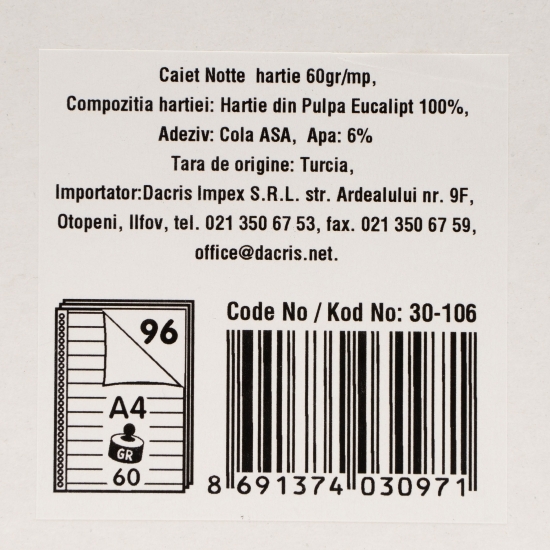 Caiet Notte hartie 60gr/mp,
Compozitia hartiei: Hartie din Pulpa Eucalipt 100%,
Adeziv: Cola ASA, Apa: 6%
Tara de origine: Turcia,
Importator:Dacris Impex S.R.L. str. Ardealului nr. 9F,
Otopeni, Ilfov, tel. 021 350 67 53, fax. 021 350 67 59,
office@dacris.net.
Code No / Kod No: 30-106
96
A4
GR
60
8 691374 030971